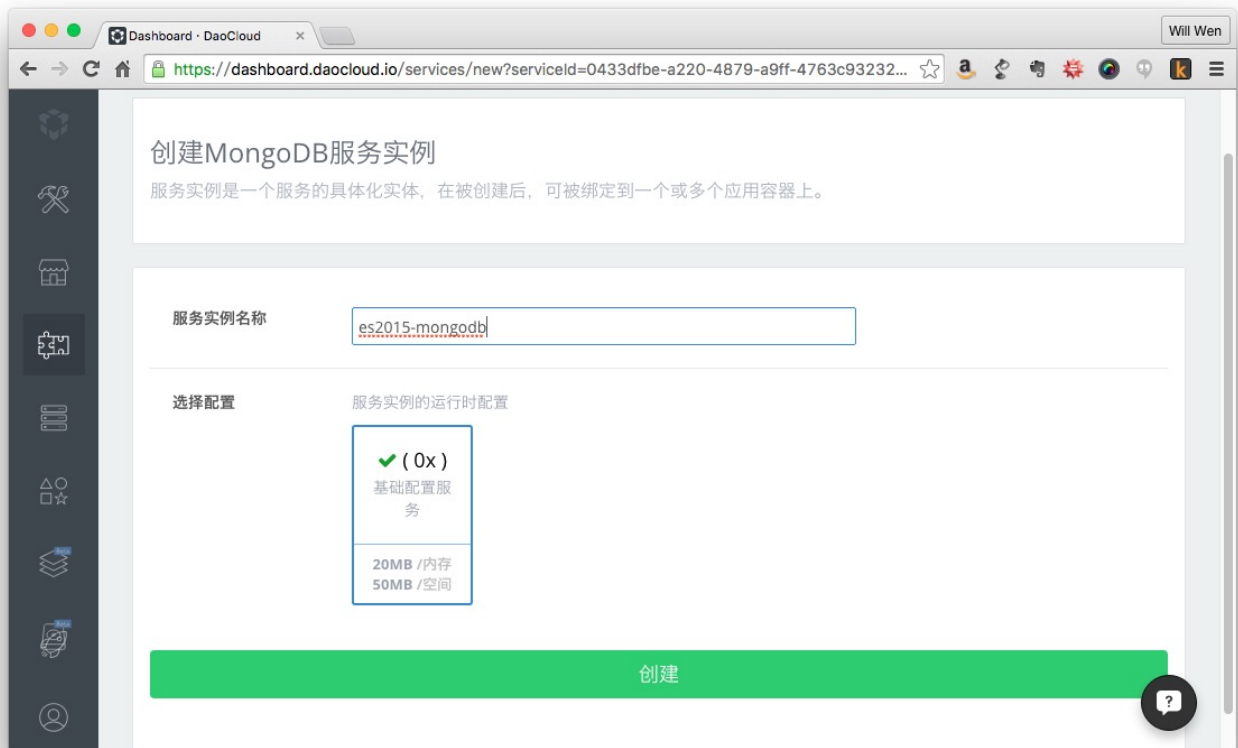 Dashboard · DaoCloud
Will Wen
https://dashboard.daocloud.io/services/new?serviceId=0433dfbe-a220-4879-a9ff-4763c93232...
创建MongoDB服务实例
服务实例是一个服务的具体化实体，在被创建后，可被绑定到一个或多个应用容器上。
服务实例名称
es2015-mongodb
选择配置
服务实例的运行时配置
( 0x )
基础配置服
务
20MB /内存
50MB /空间
Beta
Beta
创建